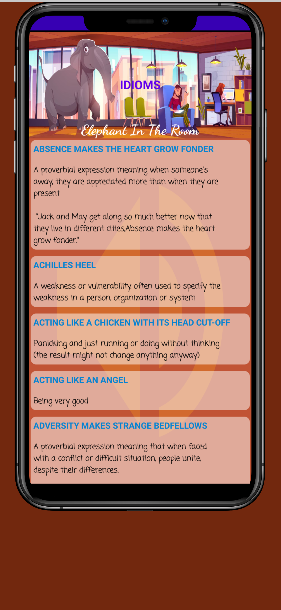 IDIOMS
Elephant In The Room
ABSENCE MAKES THE HEART GROW FONDER
A proverbial expression meaning when someone's
away, they are appreciated more than when they are
present
"Jack and May get along so much better now that
they live in different cities,Absence makes the heart
grow fonder."
ACHILLES HEEL
A weakness or vulnerability often used to specify the
weakness in a person, organization or system
ACTING LIKE A CHICKEN WITH ITS HEAD CUT-OFF
Panicking and just running or doing without thinking
(the result might not change anything anyway)
ACTING LIKE AN ANGEL
Being very good
ADVERSITY MAKES STRANGE BEDFELLOWS
A proverbial expression meaning that when faced
with a conflict or difficult situation, people unite,
despite their differences.